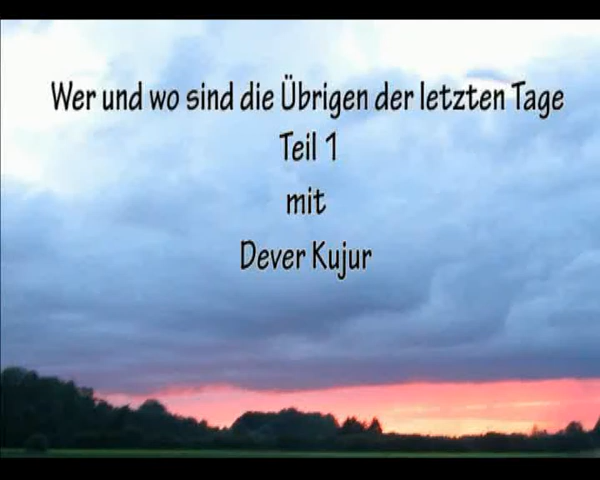 Wer und wo sind die Übrigen der letzten Tage
Teil 1
mit
Dever Kujur